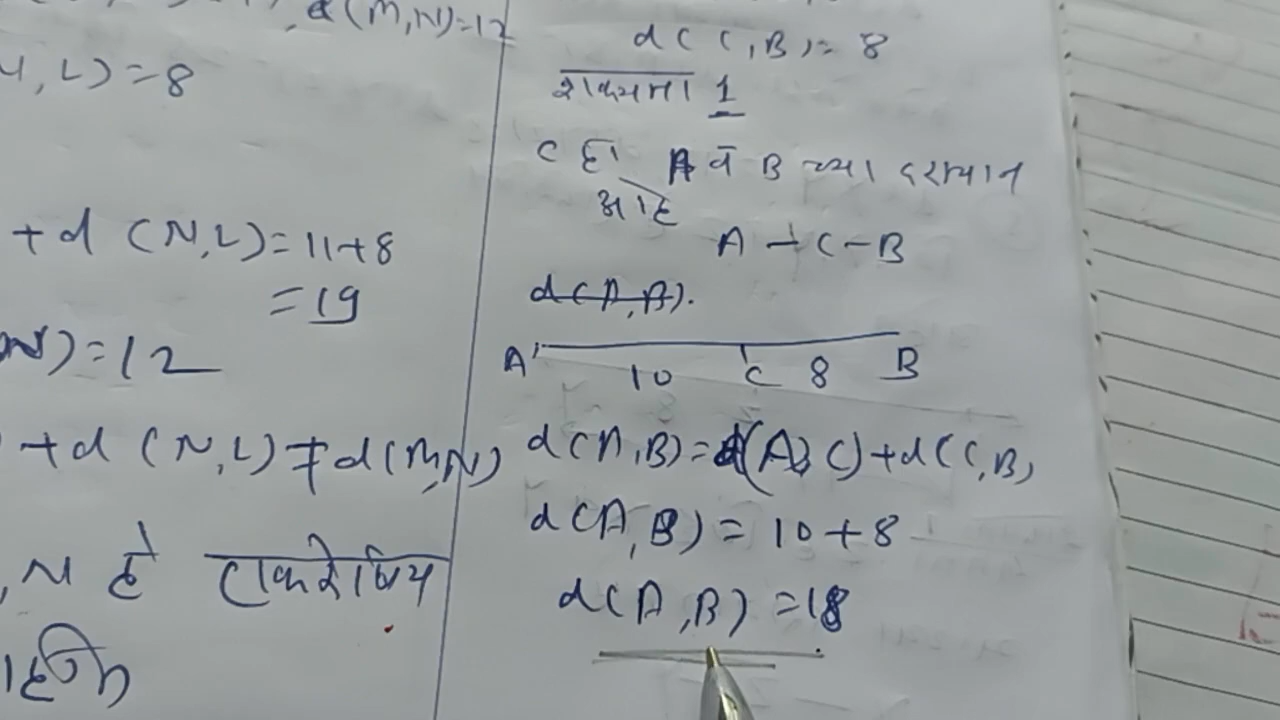 d(M,N)=12
, L)=8
+d (N,L)=11+8
=19
)=12
+d (N,L)≠d(M,N)
, N हे एकरेषिय
नाहीत
d(C,B)=8
शक्यता 1
C हा A व B च्या दरम्यान
आहे
A-C-B
d(A,B).
A C B
10 8
d(A,B)=d(A,C)+d(C,B)
d(A,B)=10+8
d(A,B)=18